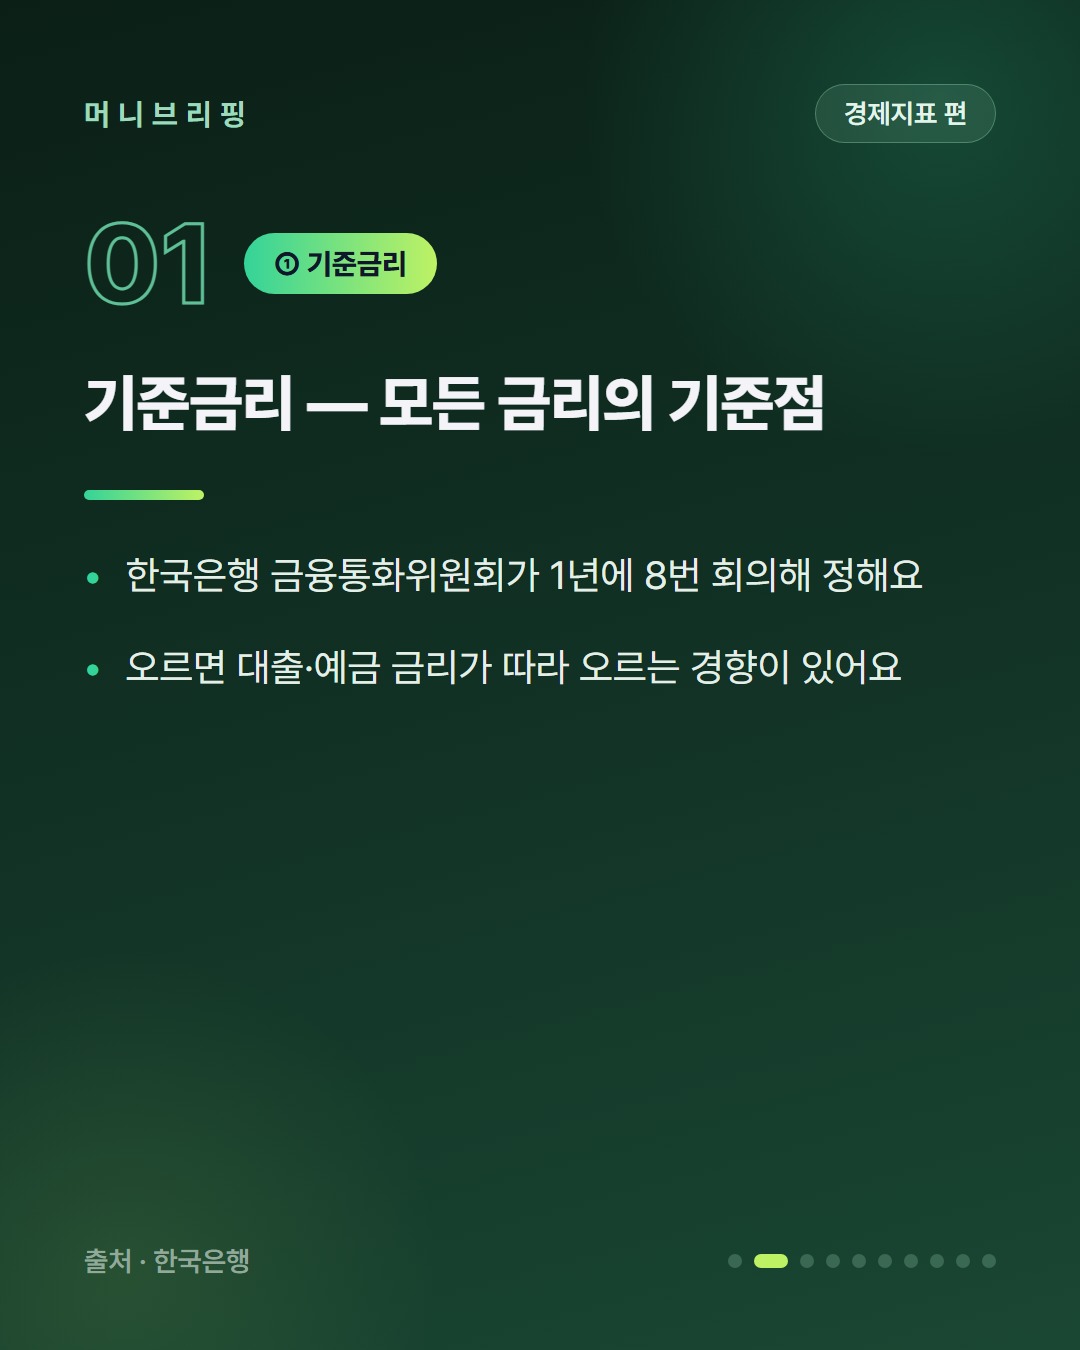 머니브리핑
경제지표 편
01
① 기준금리
기준금리 — 모든 금리의 기준점
• 한국은행 금융통화위원회가 1년에 8번 회의해 정해요
• 오르면 대출·예금 금리가 따라 오르는 경향이 있어요
출처 · 한국은행